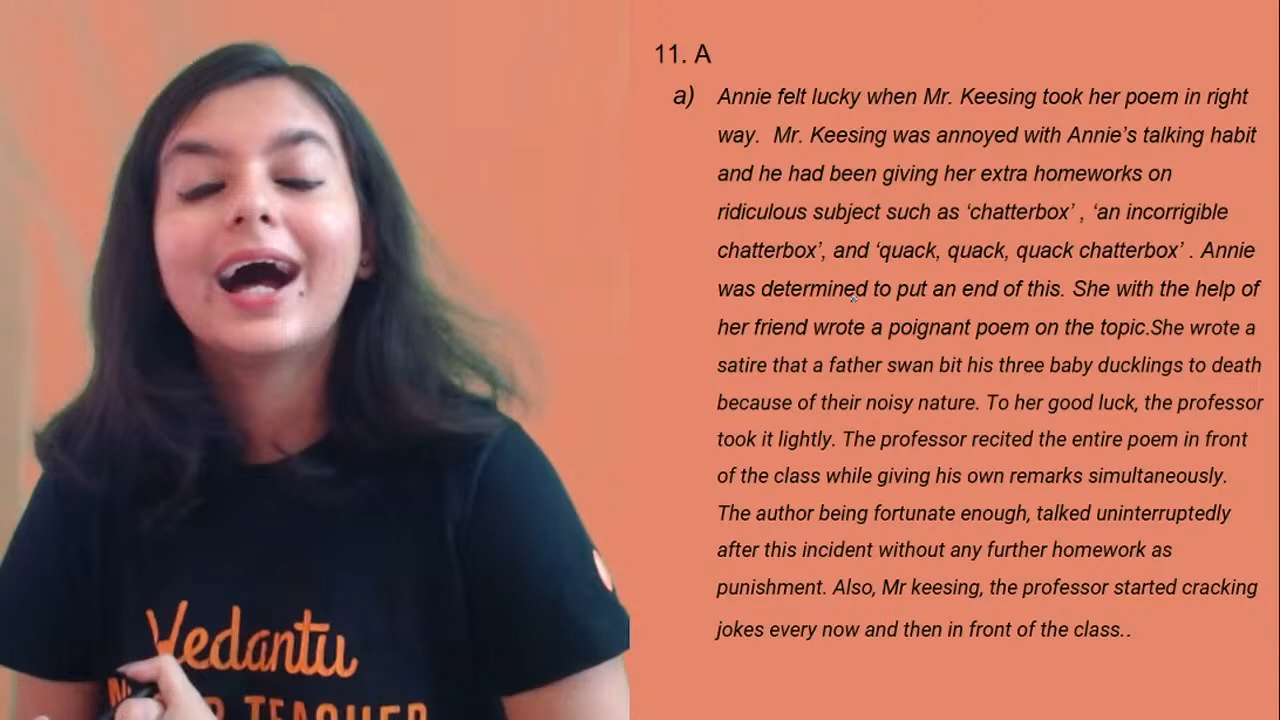 11. A
a) Annie felt lucky when Mr. Keesing took her poem in right
way. Mr. Keesing was annoyed with Annie’s talking habit
and he had been giving her extra homeworks on
ridiculous subject such as ‘chatterbox’ , ‘an incorrigible
chatterbox’, and ‘quack, quack, quack chatterbox’ . Annie
was determined to put an end of this. She with the help of
her friend wrote a poignant poem on the topic.She wrote a
satire that a father swan bit his three baby ducklings to death
because of their noisy nature. To her good luck, the professor
took it lightly. The professor recited the entire poem in front
of the class while giving his own remarks simultaneously.
The author being fortunate enough, talked uninterruptedly
after this incident without any further homework as
punishment. Also, Mr keesing, the professor started cracking
jokes every now and then in front of the class..
Vedantu
TEACHER